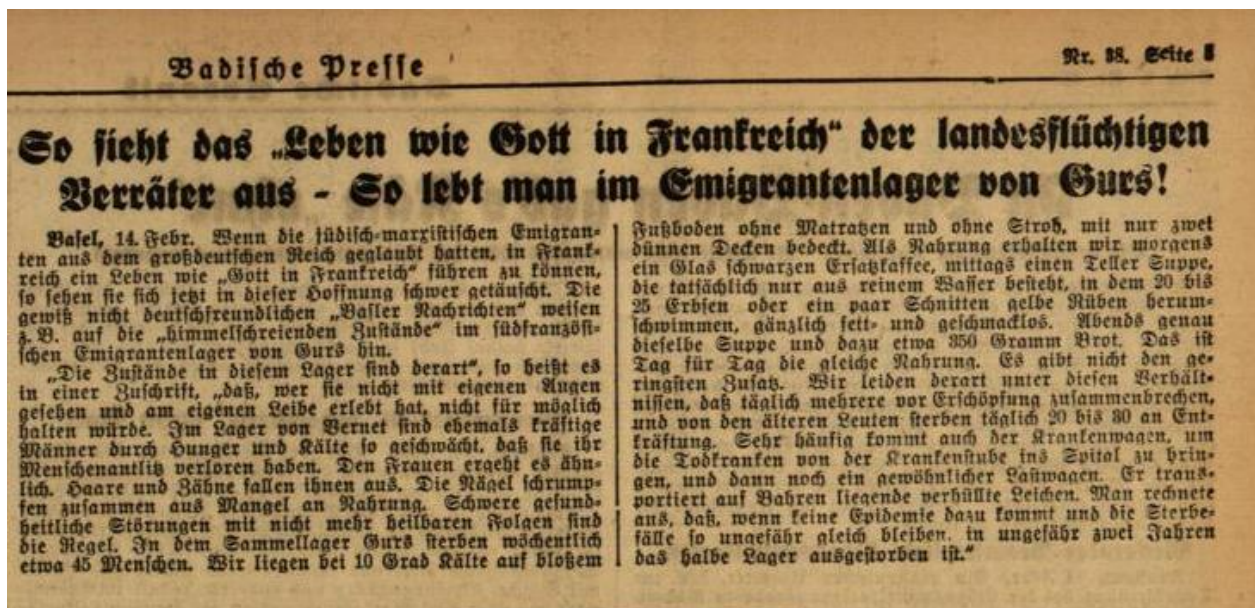 Badische Presse
Nr. 38. Seite
So sieht das „Leben wie Gott in Frankreich“ der landesflüchtigen
Verräter aus - So lebt man im Emigrantenlager von Gurs!
Basel, 14. Febr. Wenn die jüdisch-marxistischen Emigran-
ten aus dem großdeutschen Reich geglaubt hatten, in Frank-
reich ein Leben wie „Gott in Frankreich“ führen zu können,
so sehen sie sich jetzt in dieser Hoffnung schwer getäuscht. Die
gewiß nicht deutschfreundlichen „Basler Nachrichten“ weisen
z. B. auf die „himmelschreienden Zustände“ im südfranzösi-
schen Emigrantenlager von Gurs hin.
„Die Zustände in diesem Lager sind derart“, so heißt es
in einer Zuschrift, „daß, wer sie nicht mit eigenen Augen
gesehen und am eigenen Leibe erlebt hat, nicht für möglich
halten würde. Im Lager von Vernet sind ehemals kräftige
Männer durch Hunger und Kälte so geschwächt, daß sie ihr
Menschenantlitz verloren haben. Den Frauen ergeht es ähn-
lich. Haare und Zähne fallen ihnen aus. Die Nägel schrump-
fen zusammen aus Mangel an Nahrung. Schwere gesund-
heitliche Störungen mit nicht mehr heilbaren Folgen sind
die Regel. In dem Sammellager Gurs sterben wöchentlich
etwa 45 Menschen. Wir liegen bei 10 Grad Kälte auf bloßem
Fußboden ohne Matratzen und ohne Stroh, mit nur zwei
dünnen Decken bedeckt. Als Nahrung erhalten wir morgens
ein Glas schwarzen Ersatzkaffee, mittags einen Teller Suppe,
die tatsächlich nur aus reinem Wasser besteht, in dem 20 bis
25 Erbsen oder ein paar Schnitten gelbe Rüben herum-
schwimmen, gänzlich fett- und geschmacklos. Abends genau
dieselbe Suppe und dazu etwa 350 Gramm Brot. Das ist
Tag für Tag die gleiche Nahrung. Es gibt nicht den ge-
ringsten Zusatz. Wir leiden derart unter diesen Verhält-
nissen, daß täglich mehrere vor Erschöpfung zusammenbrechen,
und von den älteren Leuten sterben täglich 20 bis 30 an Ent-
kräftung. Sehr häufig kommt auch der Krankenwagen, um
die Todkranken von der Krankenstube ins Spital zu brin-
gen, und dann noch ein gewöhnlicher Lastwagen. Er trans-
portiert auf Bahren liegende verhüllte Leichen. Man rechnete
aus, daß, wenn keine Epidemie dazu kommt und die Sterbe-
fälle so ungefähr gleich bleiben, in ungefähr zwei Jahren
das halbe Lager ausgestorben ist.“